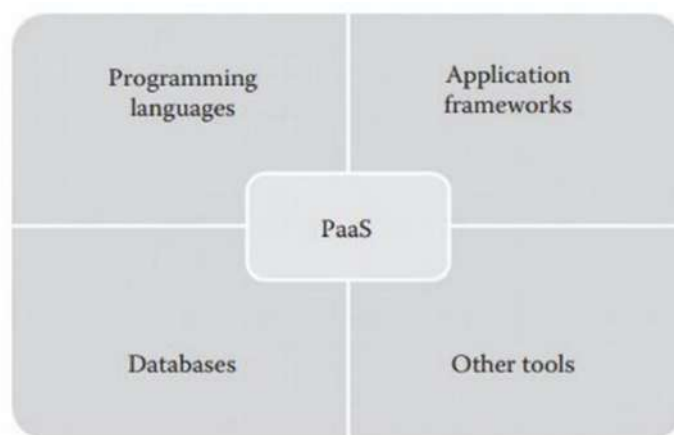 Programming
languages
Application
frameworks
PaaS
Databases
Other tools